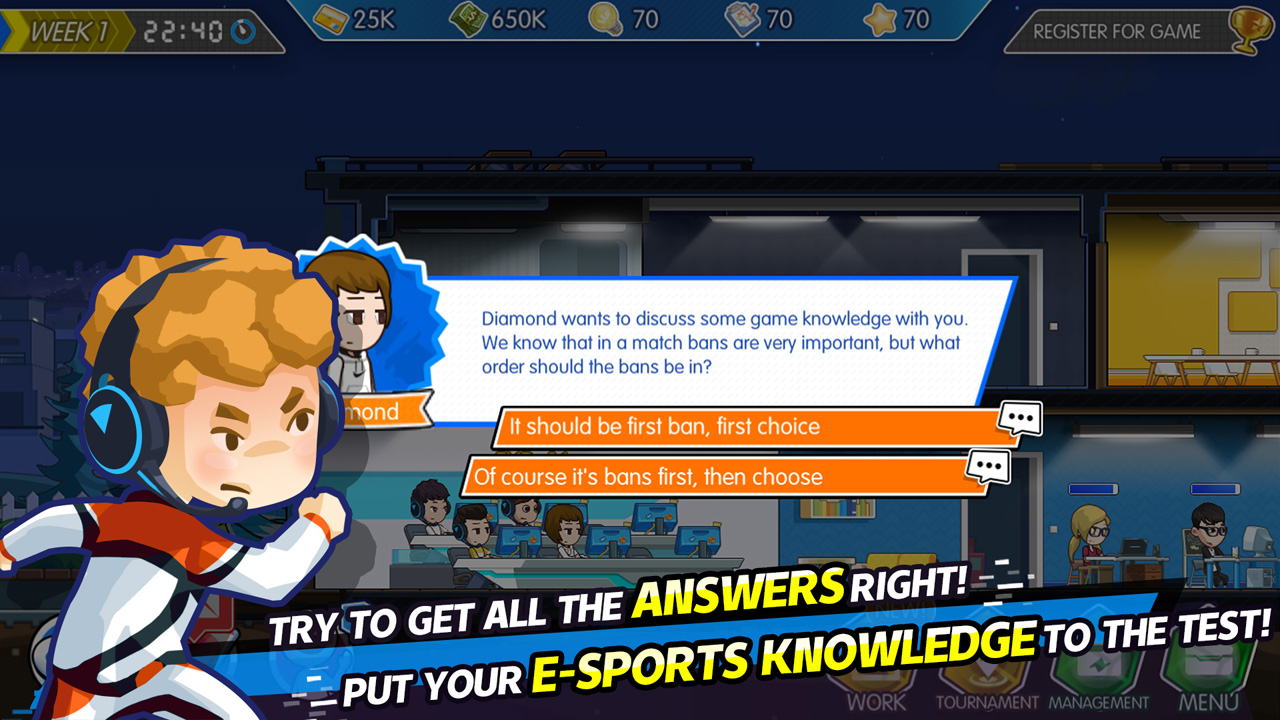 WEEK 1
22:40
25K
650K
70
70
70
REGISTER FOR GAME
Diamond wants to discuss some game knowledge with you.
We know that in a match bans are very important, but what
order should the bans be in?
mond
It should be first ban, first choice
Of course it's bans first, then choose
TRY TO GET ALL THE ANSWERS RIGHT!
NEW!
PUT YOUR E-SPORTS KNOWLEDGE TO THE TEST!
WORK
TOURNAMENT
MANAGEMENT
MENU